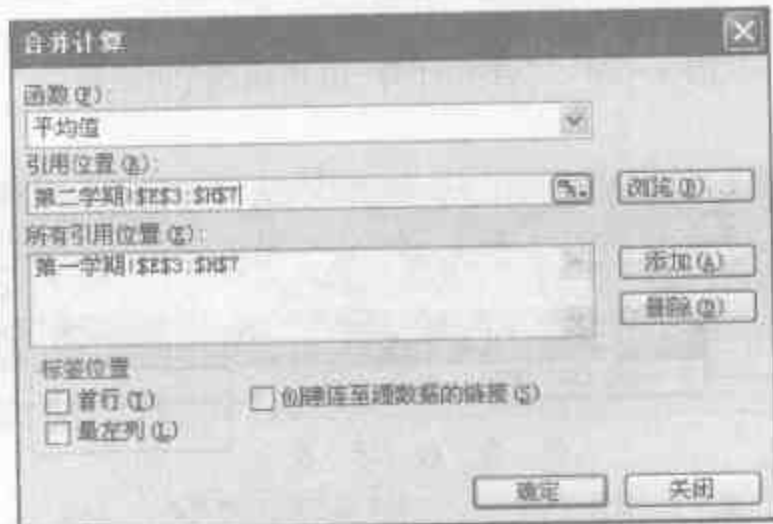 合并计算
函数(F):
平均值
引用位置(R):
第二学期!$E$3:$H$7
浏览(B)...
所有引用位置(E):
第一学期!$E$3:$H$7
添加(A)
删除(D)
标签位置
首行(T)
创建连至源数据的链接(S)
最左列(L)
确定
关闭